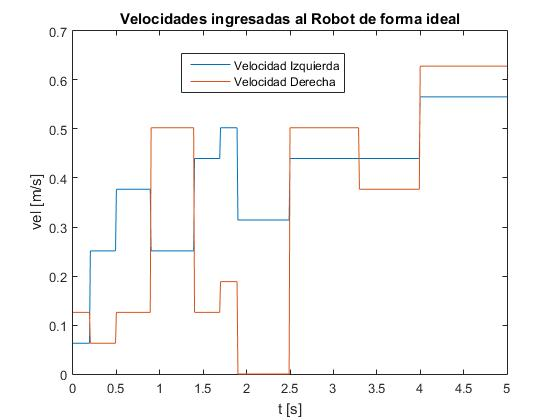 Velocidades ingresadas al Robot de forma ideal
0.7
0.6
0.5
0.4
0.3
0.2
0.1
0
vel [m/s]
Velocidad Izquierda
Velocidad Derecha
0 0.5 1 1.5 2 2.5 3 3.5 4 4.5 5
t [s]